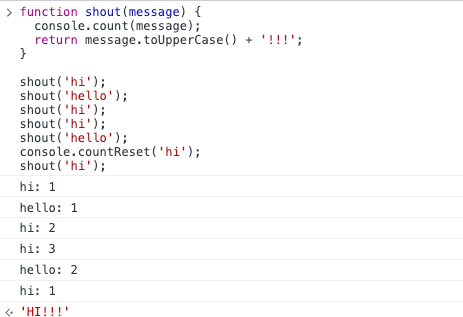 function shout(message) {
  console.count(message);
  return message.toUpperCase() + '!!!';
}
shout('hi');
shout('hello');
shout('hi');
shout('hi');
shout('hello');
console.countReset('hi');
shout('hi');
hi: 1
hello: 1
hi: 2
hi: 3
hello: 2
hi: 1
'HI!!!'